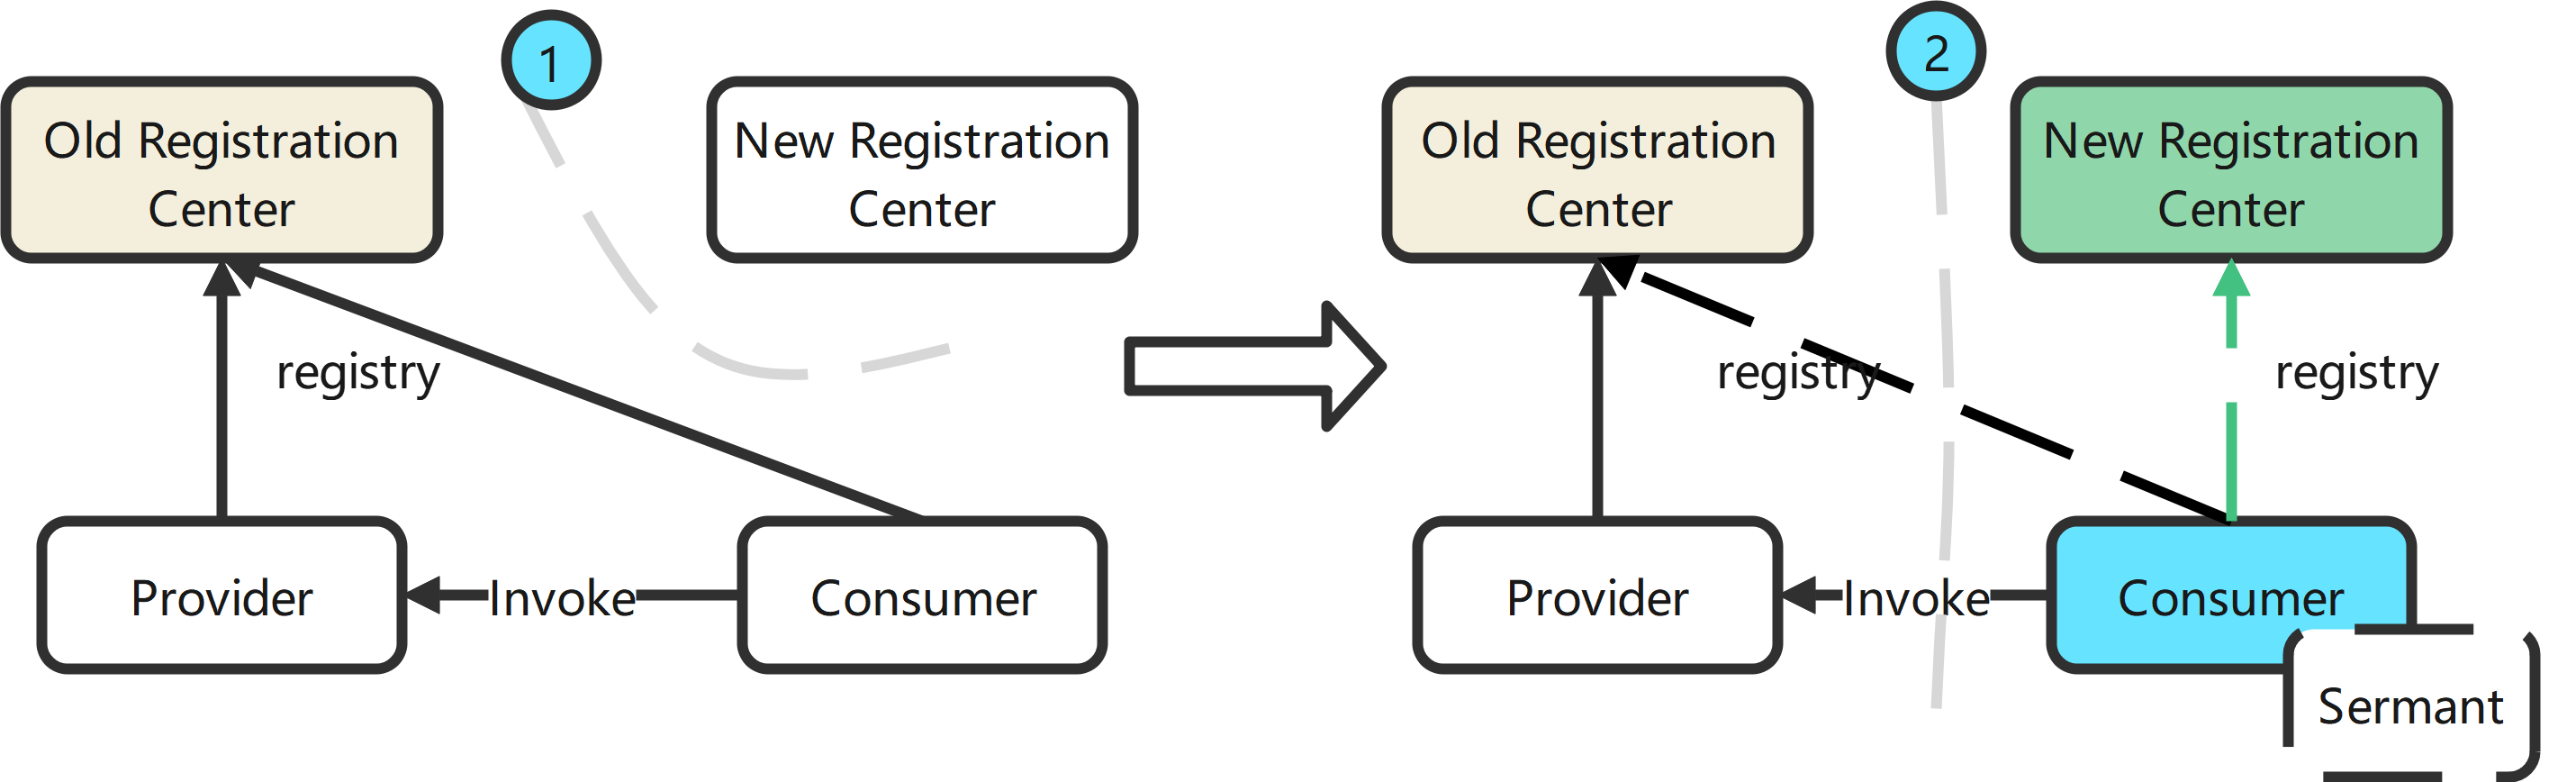 1
Old Registration
Center
New Registration
Center
registry
Provider
Invoke
Consumer
2
Old Registration
Center
New Registration
Center
registry
registry
Provider
Invoke
Consumer
Sermant